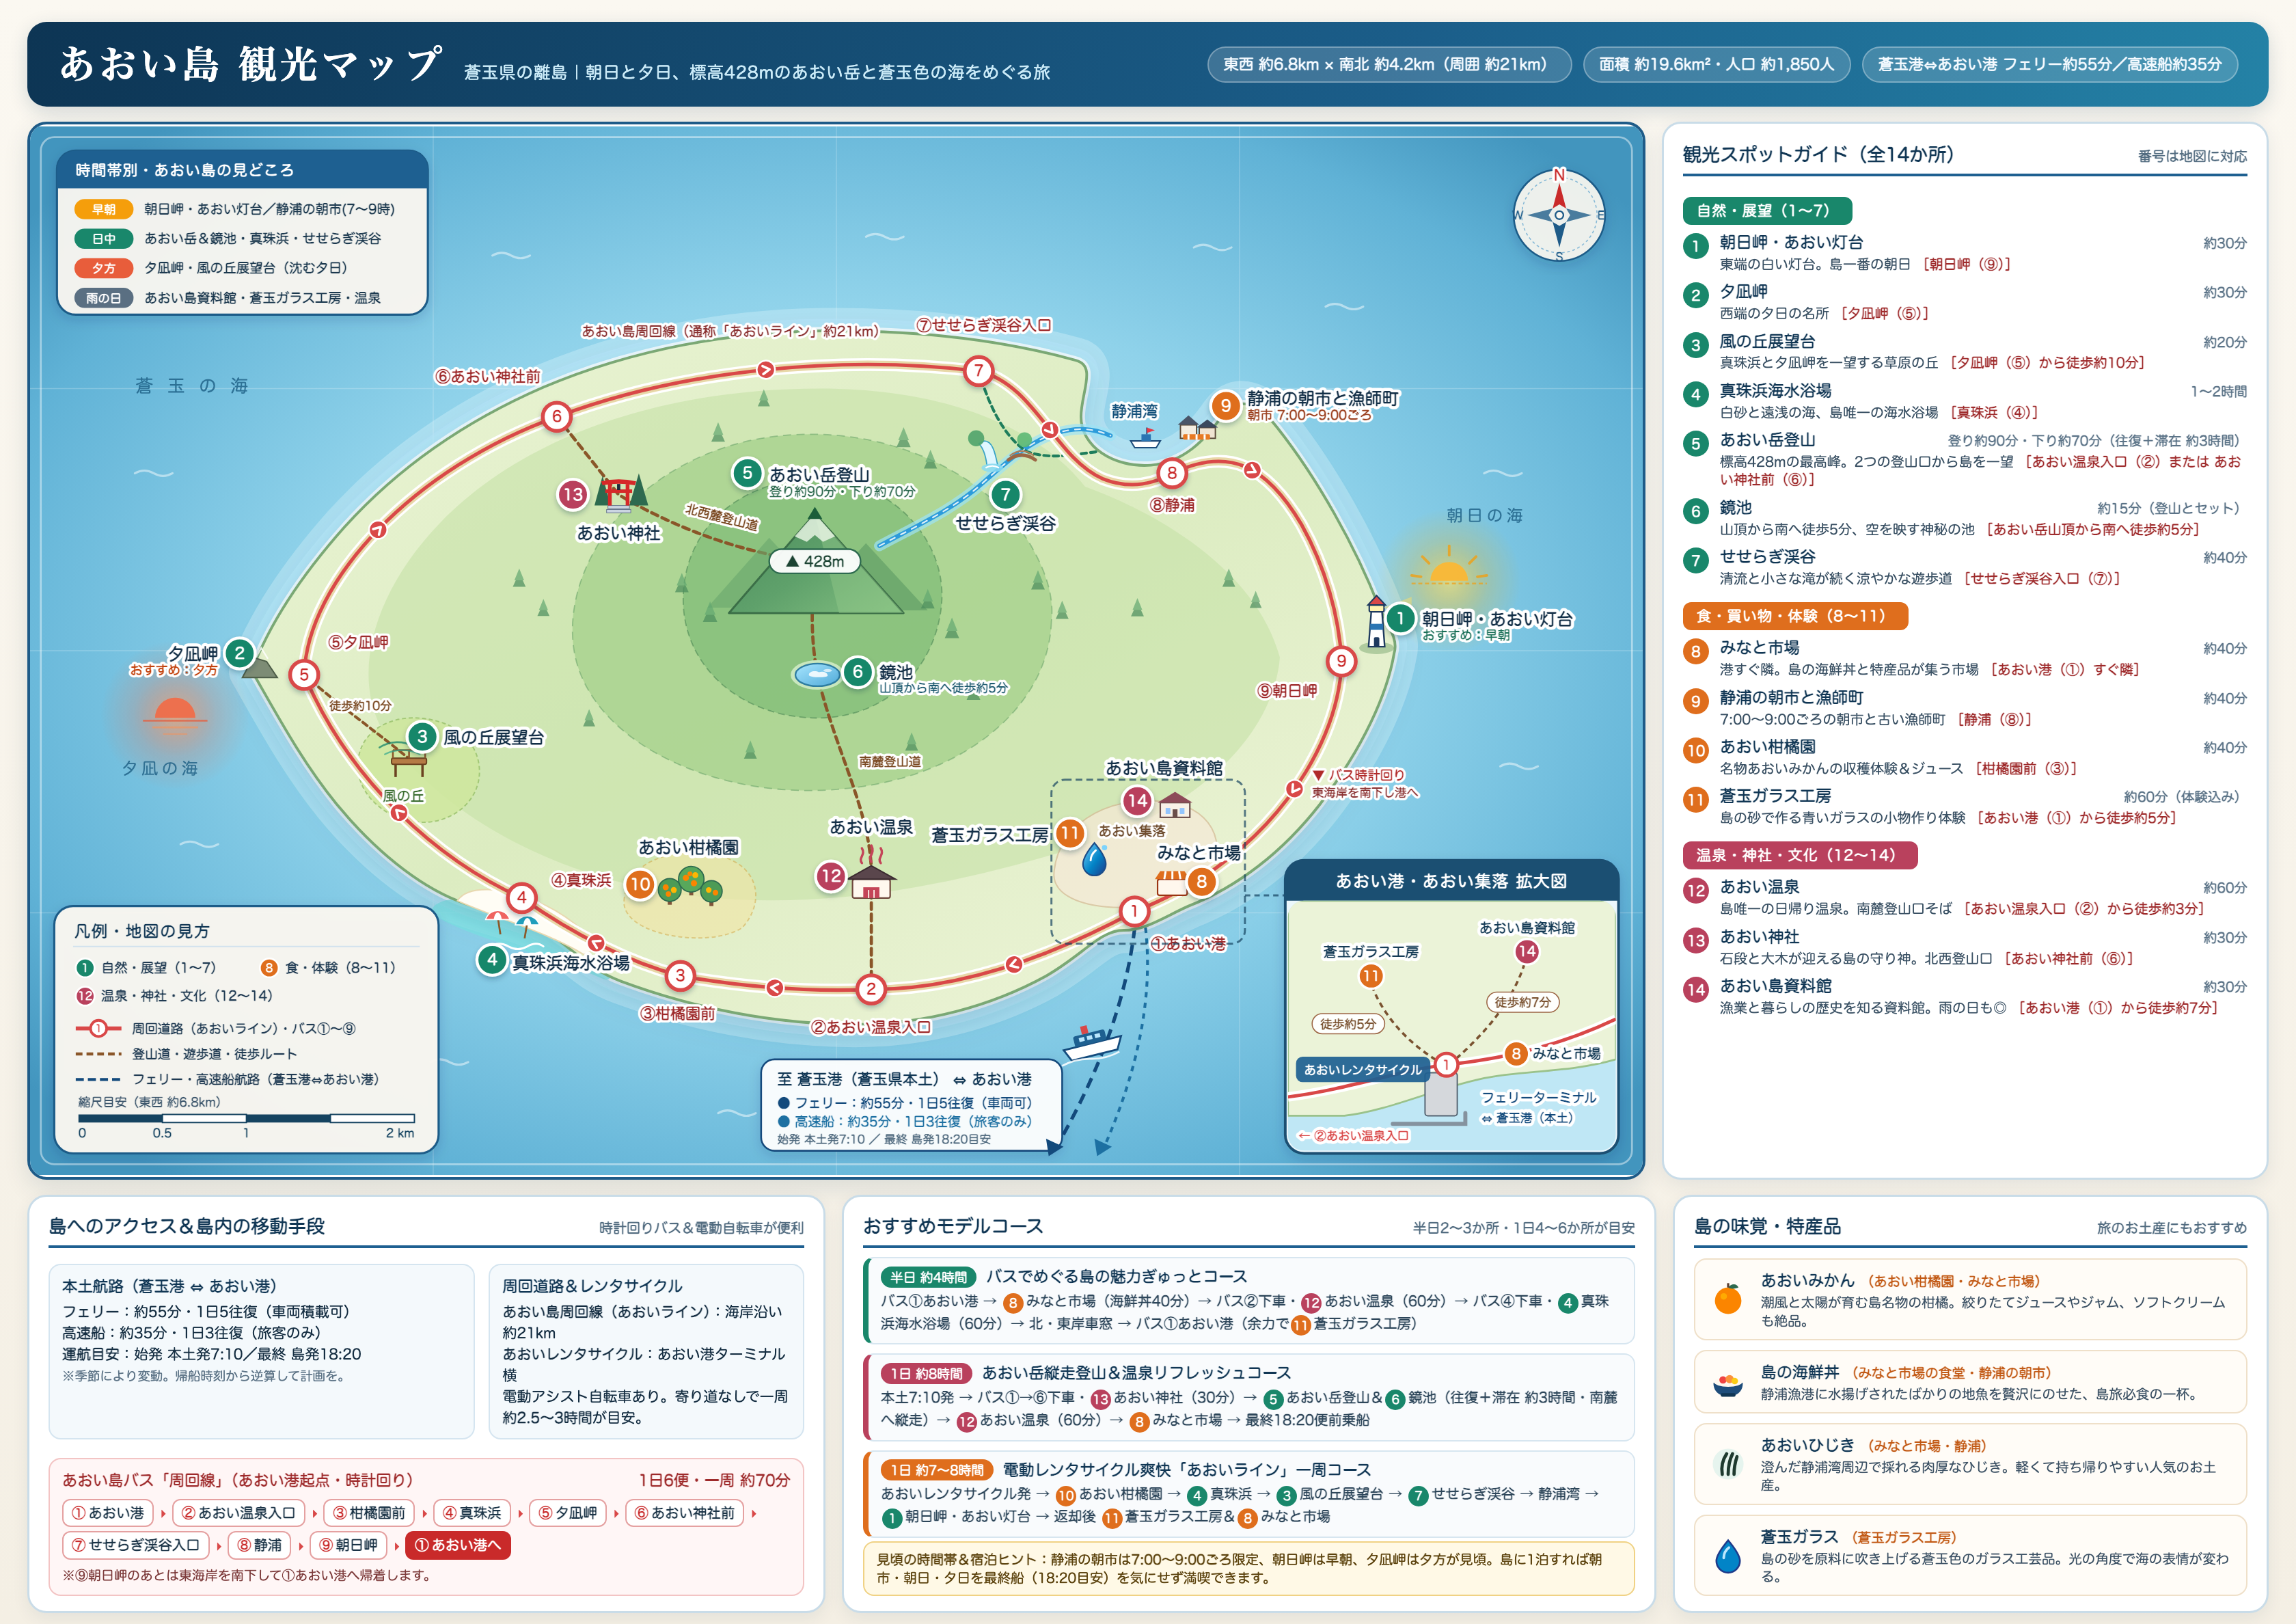 あおい島 観光マップ
蒼玉県の離島｜朝日と夕日、標高428mのあおい岳と蒼玉色の海をめぐる旅
東西 約6.8km × 南北 約4.2km（周囲 約21km）
面積 約19.6km²・人口 約1,850人
蒼玉港⇔あおい港 フェリー約55分／高速船約35分
時間帯別・あおい島の見どころ
早朝 朝日岬・あおい灯台／静浦の朝市(7〜9時)
日中 あおい岳＆鏡池・真珠浜・せせらぎ渓谷
夕方 夕凪岬・風の丘展望台（沈む夕日）
雨の日 あおい島資料館・蒼玉ガラス工房・温泉
N
W
E
S
蒼玉の海
あおい島周回線（通称「あおいライン」約21km）
⑦せせらぎ渓谷入口
⑥あおい神社前
7
6
静浦湾
9
静浦の朝市と漁師町
朝市 7:00〜9:00ごろ
5
あおい岳登山
登り約90分・下り約70分
8
⑧静浦
7
せせらぎ渓谷
13
あおい神社
北西麓登山道
▲ 428m
朝日の海
1
朝日岬・あおい灯台
おすすめ：早朝
9
⑨朝日岬
夕凪岬
おすすめ：夕方
2
5
⑤夕凪岬
徒歩約10分
6
鏡池
山頂から南へ徒歩約5分
3
風の丘展望台
風の丘
夕凪の海
南麓登山道
▼ バス時計回り
東海岸を南下し港へ
あおい島資料館
14
蒼玉ガラス工房
11
あおい集落
みなと市場
8
1
①あおい港
あおい温泉
12
あおい柑橘園
10
④真珠浜
4
4
真珠浜海水浴場
3
③柑橘園前
2
②あおい温泉入口
凡例・地図の見方
1 自然・展望（1〜7）
8 食・体験（8〜11）
12 温泉・神社・文化（12〜14）
1 周回道路（あおいライン）・バス①〜⑨
登山道・遊歩道・徒歩ルート
フェリー・高速船航路（蒼玉港⇔あおい港）
縮尺目安（東西 約6.8km）
0 0.5 1 2 km
至 蒼玉港（蒼玉県本土） ⇔ あおい港
● フェリー：約55分・1日5往復（車両可）
● 高速船：約35分・1日3往復（旅客のみ）
始発 本土発7:10 ／ 最終 島発18:20目安
あおい港・あおい集落 拡大図
あおい島資料館
14
蒼玉ガラス工房
11
徒歩約7分
徒歩約5分
あおいレンタサイクル
1
8
みなと市場
フェリーターミナル
⇔ 蒼玉港（本土）
← ②あおい温泉入口
観光スポットガイド（全14か所）
番号は地図に対応
自然・展望（1〜7）
1 朝日岬・あおい灯台 約30分
東端の白い灯台。島一番の朝日 ［朝日岬（⑨）］
2 夕凪岬 約30分
西端の夕日の名所 ［夕凪岬（⑤）］
3 風の丘展望台 約20分
真珠浜と夕凪岬を一望する草原の丘 ［夕凪岬（⑤）から徒歩約10分］
4 真珠浜海水浴場 1〜2時間
白砂と遠浅の海、島唯一の海水浴場 ［真珠浜（④）］
5 あおい岳登山 登り約90分・下り約70分（往復＋滞在 約3時間）
標高428mの最高峰。2つの登山口から島を一望 ［あおい温泉入口（②）または あお
い神社前（⑥）］
6 鏡池 約15分（登山とセット）
山頂から南へ徒歩5分、空を映す神秘の池 ［あおい岳山頂から南へ徒歩約5分］
7 せせらぎ渓谷 約40分
清流と小さな滝が続く涼やかな遊歩道 ［せせらぎ渓谷入口（⑦）］
食・買い物・体験（8〜11）
8 みなと市場 約40分
港すぐ隣。島の海鮮丼と特産品が集う市場 ［あおい港（①）すぐ隣］
9 静浦の朝市と漁師町 約40分
7:00〜9:00ごろの朝市と古い漁師町 ［静浦（⑧）］
10 あおい柑橘園 約40分
名物あおいみかんの収穫体験＆ジュース ［柑橘園前（③）］
11 蒼玉ガラス工房 約60分（体験込み）
島の砂で作る青いガラスの小物作り体験 ［あおい港（①）から徒歩約5分］
温泉・神社・文化（12〜14）
12 あおい温泉 約60分
島唯一の日帰り温泉。南麓登山口そば ［あおい温泉入口（②）から徒歩約3分］
13 あおい神社 約30分
石段と大木が迎える島の守り神。北西登山口 ［あおい神社前（⑥）］
14 あおい島資料館 約30分
漁業と暮らしの歴史を知る資料館。雨の日も◎ ［あおい港（①）から徒歩約7分］
島へのアクセス＆島内の移動手段
時計回りバス＆電動自転車が便利
本土航路（蒼玉港 ⇔ あおい港）
フェリー：約55分・1日5往復（車両積載可）
高速船：約35分・1日3往復（旅客のみ）
運航目安：始発 本土発7:10／最終 島発18:20
※季節により変動。帰船時刻から逆算して計画を。
周回道路＆レンタサイクル
あおい島周回線（あおいライン）：海岸沿い
約21km
あおいレンタサイクル：あおい港ターミナル
横
電動アシスト自転車あり。寄り道なしで一周
約2.5〜3時間が目安。
あおい島バス「周回線」（あおい港起点・時計回り） 1日6便・一周 約70分
①あおい港 ▸ ②あおい温泉入口 ▸ ③柑橘園前 ▸ ④真珠浜 ▸ ⑤夕凪岬 ▸ ⑥あおい神社前 ▸
⑦せせらぎ渓谷入口 ▸ ⑧静浦 ▸ ⑨朝日岬 ▸ ①あおい港へ
※⑨朝日岬のあとは東海岸を南下して①あおい港へ帰着します。
おすすめモデルコース
半日2〜3か所・1日4〜6か所が目安
半日 約4時間 バスでめぐる島の魅力ぎゅっとコース
バス①あおい港 → 8みなと市場（海鮮丼40分）→ バス②下車・12あおい温泉（60分）→ バス④下車・4真珠
浜海水浴場（60分）→ 北・東岸車窓 → バス①あおい港（余力で11蒼玉ガラス工房）
1日 約8時間 あおい岳縦走登山＆温泉リフレッシュコース
本土7:10発 → バス①→⑥下車・13あおい神社（30分）→ 5あおい岳登山＆6鏡池（往復＋滞在 約3時間・南麓
へ縦走）→ 12あおい温泉（60分）→ 8みなと市場 → 最終18:20便前乗船
1日 約7〜8時間 電動レンタサイクル爽快「あおいライン」一周コース
あおいレンタサイクル発 → 10あおい柑橘園 → 4真珠浜 → 3風の丘展望台 → 7せせらぎ渓谷 → 静浦湾 →
1朝日岬・あおい灯台 → 返却後 11蒼玉ガラス工房＆8みなと市場
見頃の時間帯＆宿泊ヒント：静浦の朝市は7:00〜9:00ごろ限定、朝日岬は早朝、夕凪岬は夕方が見頃。島に1泊すれば朝
市・朝日・夕日を最終船（18:20目安）を気にせず満喫できます。
島の味覚・特産品
旅のお土産にもおすすめ
あおいみかん （あおい柑橘園・みなと市場）
潮風と太陽が育む島名物の柑橘。絞りたてジュースやジャム、ソフトクリーム
も絶品。
島の海鮮丼 （みなと市場の食堂・静浦の朝市）
静浦漁港に水揚げされたばかりの地魚を贅沢にのせた、島旅必食の一杯。
あおいひじき （みなと市場・静浦）
澄んだ静浦湾周辺で採れる肉厚なひじき。軽くて持ち帰りやすい人気のお土
産。
蒼玉ガラス （蒼玉ガラス工房）
島の砂を原料に吹き上げる蒼玉色のガラス工芸品。光の角度で海の表情が変わ
る。